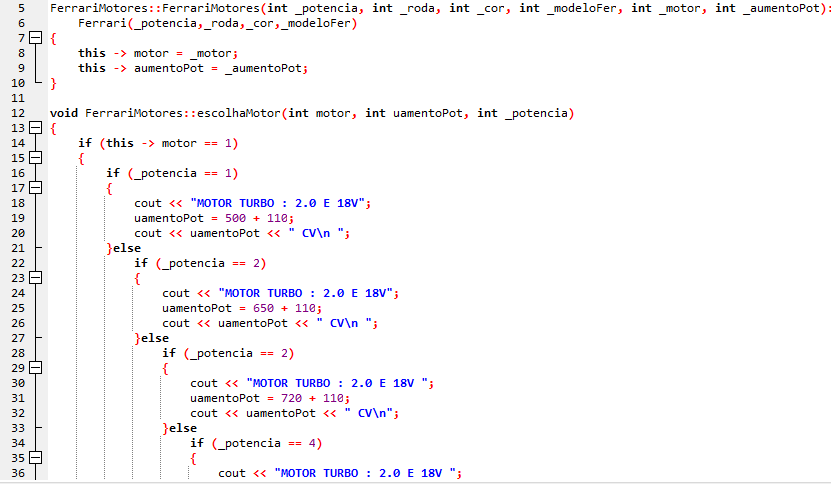 5 FerrariMotores::FerrariMotores(int _potencia, int _roda, int _cor, int _modeloFer, int _motor, int _aumentoPot):
6 Ferrari(_potencia,_roda,_cor,_modeloFer)
7 {
8 this -> motor = _motor;
9 this -> aumentoPot = _aumentoPot;
10 }
11
12 void FerrariMotores::escolhaMotor(int motor, int uamentoPot, int _potencia)
13 {
14 if (this -> motor == 1)
15 {
16 if (_potencia == 1)
17 {
18 cout << "MOTOR TURBO : 2.0 E 18V";
19 uamentoPot = 500 + 110;
20 cout << uamentoPot << " CV\n ";
21 }else
22 if (_potencia == 2)
23 {
24 cout << "MOTOR TURBO : 2.0 E 18V";
25 uamentoPot = 650 + 110;
26 cout << uamentoPot << " CV\n ";
27 }else
28 if (_potencia == 2)
29 {
30 cout << "MOTOR TURBO : 2.0 E 18V ";
31 uamentoPot = 720 + 110;
32 cout << uamentoPot << " CV\n";
33 }else
34 if (_potencia == 4)
35 {
36 cout << "MOTOR TURBO : 2.0 E 18V ";